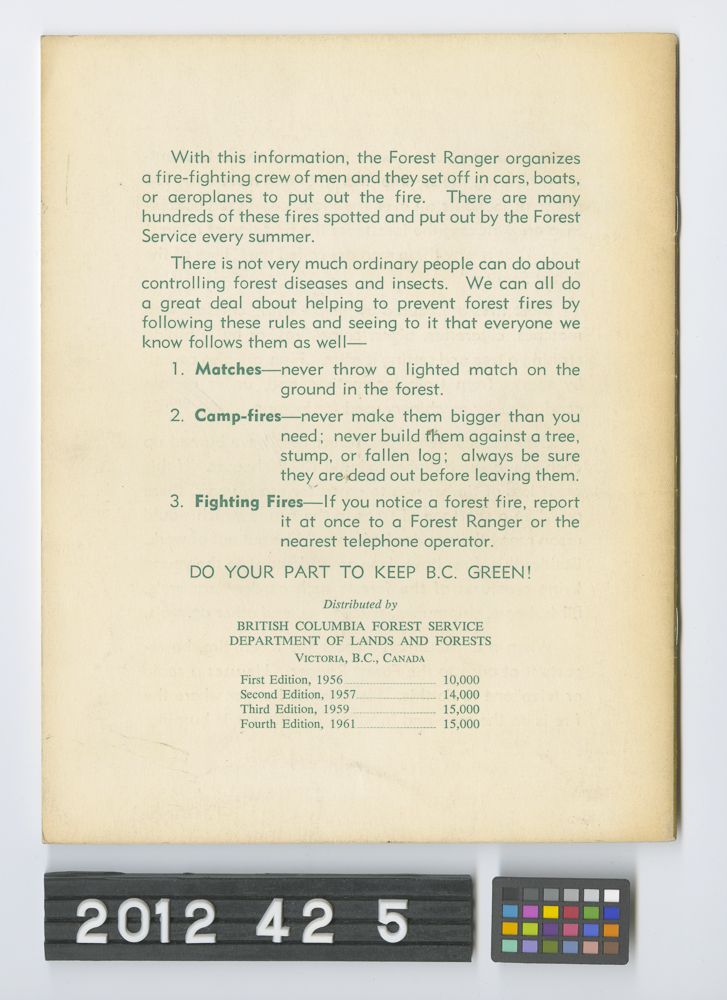 With this information, the Forest Ranger organizes
a fire-fighting crew of men and they set off in cars, boats,
or aeroplanes to put out the fire. There are many
hundreds of these fires spotted and put out by the Forest
Service every summer.
There is not very much ordinary people can do about
controlling forest diseases and insects. We can all do
a great deal about helping to prevent forest fires by
following these rules and seeing to it that everyone we
know follows them as well—
1. Matches—never throw a lighted match on the
ground in the forest.
2. Camp-fires—never make them bigger than you
need; never build them against a tree,
stump, or fallen log; always be sure
they are dead out before leaving them.
3. Fighting Fires—If you notice a forest fire, report
it at once to a Forest Ranger or the
nearest telephone operator.
DO YOUR PART TO KEEP B.C. GREEN!
Distributed by
BRITISH COLUMBIA FOREST SERVICE
DEPARTMENT OF LANDS AND FORESTS
VICTORIA, B.C., CANADA
First Edition, 1956 ........ 10,000
Second Edition, 1957 ........ 14,000
Third Edition, 1959 ........ 15,000
Fourth Edition, 1961 ........ 15,000
2012 42 5